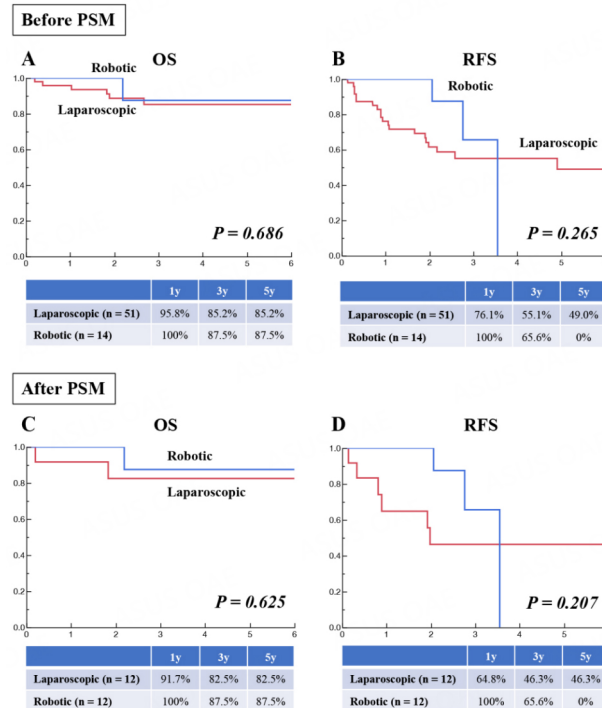 Before PSM
A OS
B RFS
Robotic
Laparoscopic
1.0
0.8
0.6
0.4
0.2
0.0
0 1 2 3 4 5 6
P = 0.686
Robotic
Laparoscopic
1.0
0.8
0.6
0.4
0.2
0.0
0 1 2 3 4 5
P = 0.265
1y 3y 5y
Laparoscopic (n = 51) 95.8% 85.2% 85.2%
Robotic (n = 14) 100% 87.5% 87.5%
1y 3y 5y
Laparoscopic (n = 51) 76.1% 55.1% 49.0%
Robotic (n = 14) 100% 65.6% 0%
After PSM
C OS
D RFS
Robotic
Laparoscopic
1.0
0.8
0.6
0.4
0.2
0.0
0 1 2 3 4 5 6
P = 0.625
1.0
0.8
0.6
0.4
0.2
0.0
0 1 2 3 4 5
P = 0.207
1y 3y 5y
Laparoscopic (n = 12) 91.7% 82.5% 82.5%
Robotic (n = 12) 100% 87.5% 87.5%
1y 3y 5y
Laparoscopic (n = 12) 64.8% 46.3% 46.3%
Robotic (n = 12) 100% 65.6% 0%